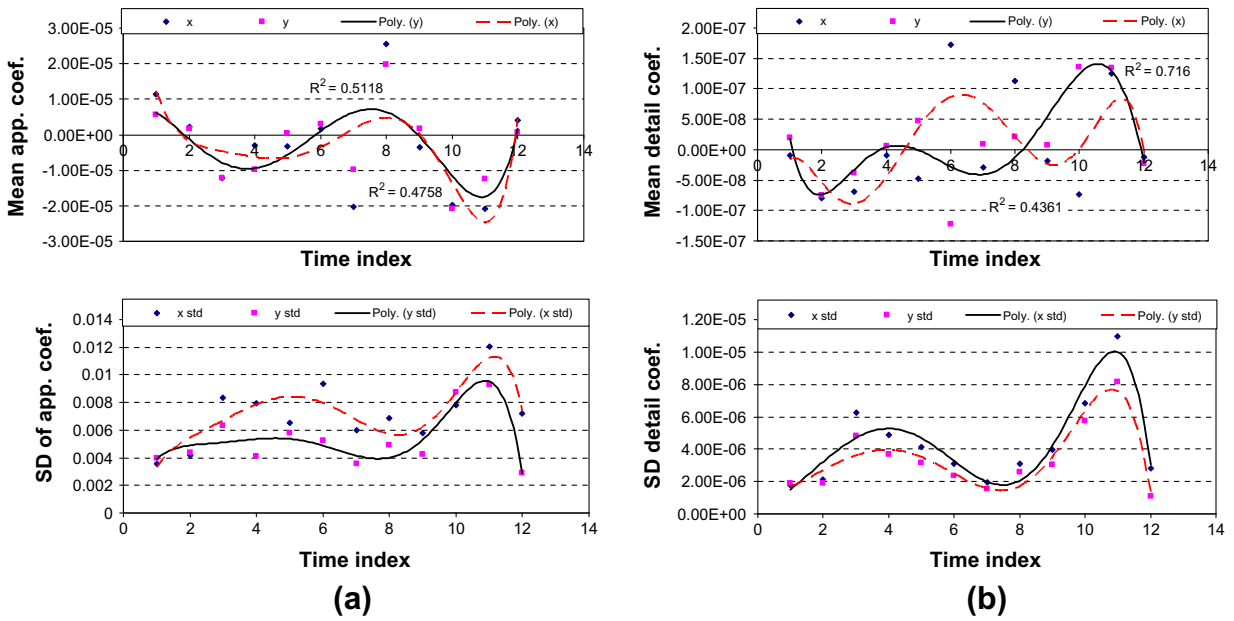 x y Poly. (y) Poly. (x)
3.00E-05
2.00E-05
1.00E-05
0.00E+00
-1.00E-05
-2.00E-05
-3.00E-05
Mean app. coef.
R² = 0.5118
R² = 0.4758
0 2 4 6 8 10 12 14
Time index
x y Poly. (y) Poly. (x)
2.00E-07
1.50E-07
1.00E-07
5.00E-08
0.00E+00
-5.00E-08
-1.00E-07
-1.50E-07
Mean detail coef.
R² = 0.716
R² = 0.4361
0 2 4 6 8 10 12 14
Time index
x std y std Poly. (y std) Poly. (x std)
0.014
0.012
0.01
0.008
0.006
0.004
0.002
0
SD of app. coef.
0 2 4 6 8 10 12 14
Time index
(a)
x std y std Poly. (x std) Poly. (y std)
1.20E-05
1.00E-05
8.00E-06
6.00E-06
4.00E-06
2.00E-06
0.00E+00
SD detail coef.
0 2 4 6 8 10 12 14
Time index
(b)